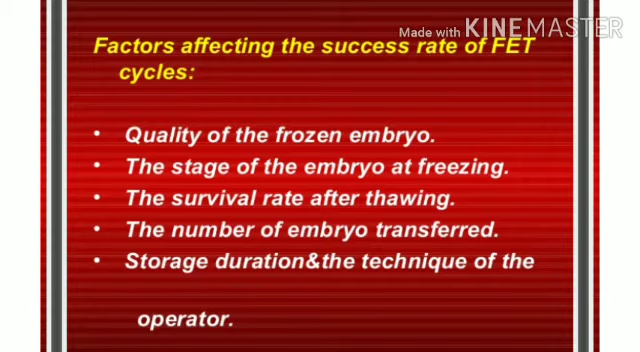 Made with KINEMASTER
Factors affecting the success rate of FET
cycles:
• Quality of the frozen embryo.
• The stage of the embryo at freezing.
• The survival rate after thawing.
• The number of embryo transferred.
• Storage duration&the technique of the
operator.